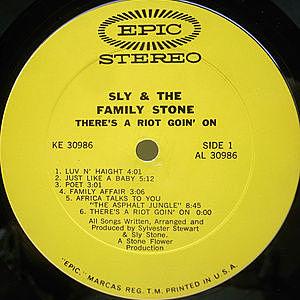 EPIC
STEREO
SLY & THE
FAMILY STONE
THERE'S A RIOT GOIN' ON
KE 30986 SIDE 1
AL 30986
1. LUV N' HAIGHT 4:01
2. JUST LIKE A BABY 5:12
3. POET 3:01
4. FAMILY AFFAIR 3:06
5. AFRICA TALKS TO YOU
"THE ASPHALT JUNGLE" 8:45
6. THERE'S A RIOT GOIN' ON 0:00
All Songs Written, Arranged and
Produced by Sylvester Stewart
& Sly Stone.
A Stone Flower
Production
"EPIC," MARCAS REG. T.M. PRINTED IN U.S.A.